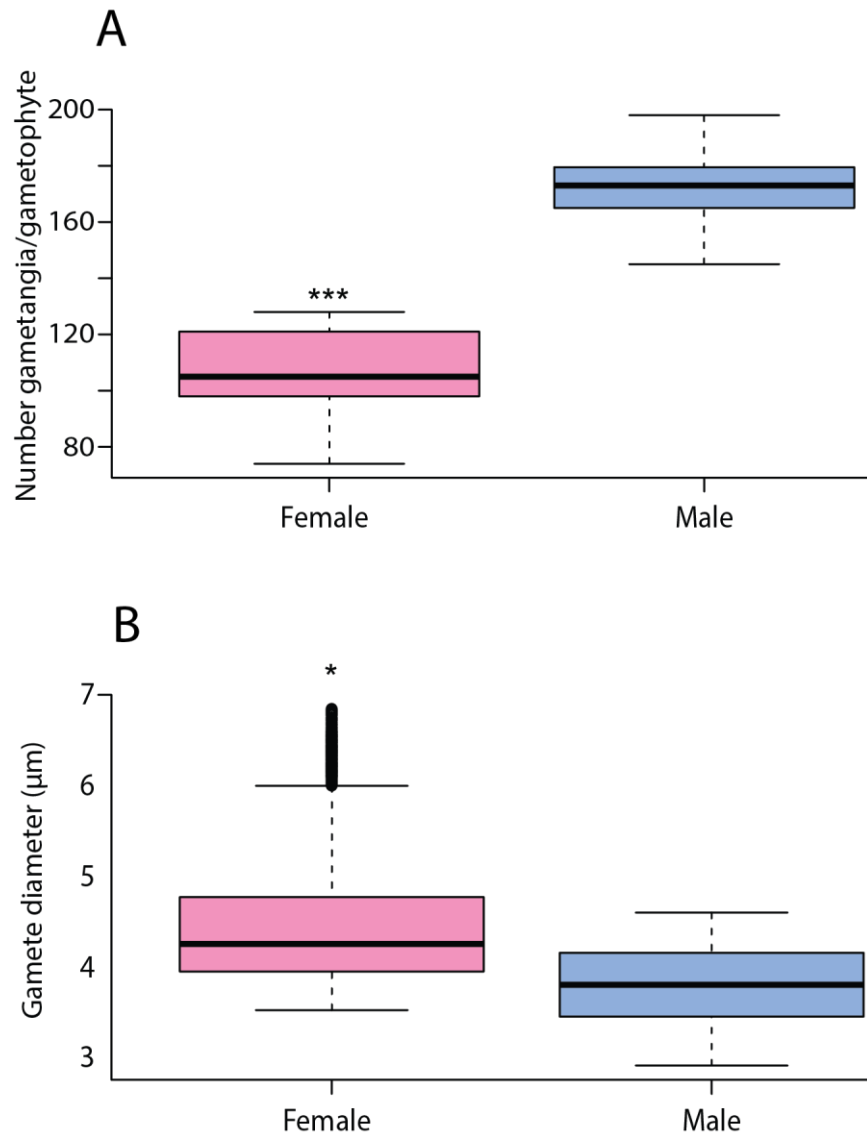 A
Number gametangia/gametophyte
200
160
120
80
***
Female
Male
B
Gamete diameter (µm)
7
6
5
4
3
*
Female
Male